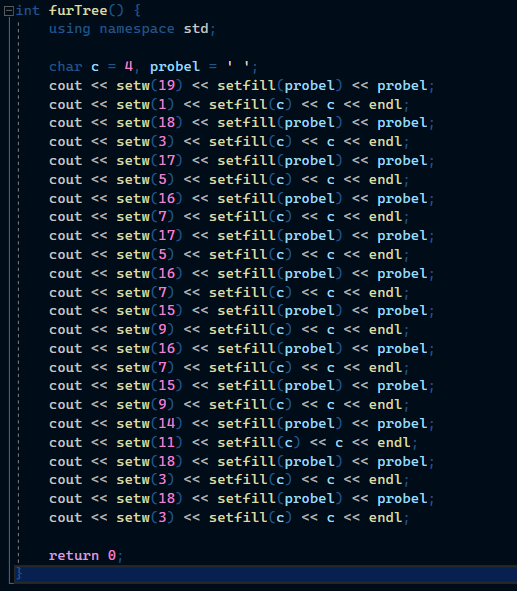 int furTree() {
    using namespace std;

    char c = 4, probel = ' ';
    cout << setw(19) << setfill(probel) << probel;
    cout << setw(1) << setfill(c) << c << endl;
    cout << setw(18) << setfill(probel) << probel;
    cout << setw(3) << setfill(c) << c << endl;
    cout << setw(17) << setfill(probel) << probel;
    cout << setw(5) << setfill(c) << c << endl;
    cout << setw(16) << setfill(probel) << probel;
    cout << setw(7) << setfill(c) << c << endl;
    cout << setw(17) << setfill(probel) << probel;
    cout << setw(5) << setfill(c) << c << endl;
    cout << setw(16) << setfill(probel) << probel;
    cout << setw(7) << setfill(c) << c << endl;
    cout << setw(15) << setfill(probel) << probel;
    cout << setw(9) << setfill(c) << c << endl;
    cout << setw(16) << setfill(probel) << probel;
    cout << setw(7) << setfill(c) << c << endl;
    cout << setw(15) << setfill(probel) << probel;
    cout << setw(9) << setfill(c) << c << endl;
    cout << setw(14) << setfill(probel) << probel;
    cout << setw(11) << setfill(c) << c << endl;
    cout << setw(18) << setfill(probel) << probel;
    cout << setw(3) << setfill(c) << c << endl;
    cout << setw(18) << setfill(probel) << probel;
    cout << setw(3) << setfill(c) << c << endl;

    return 0;
}